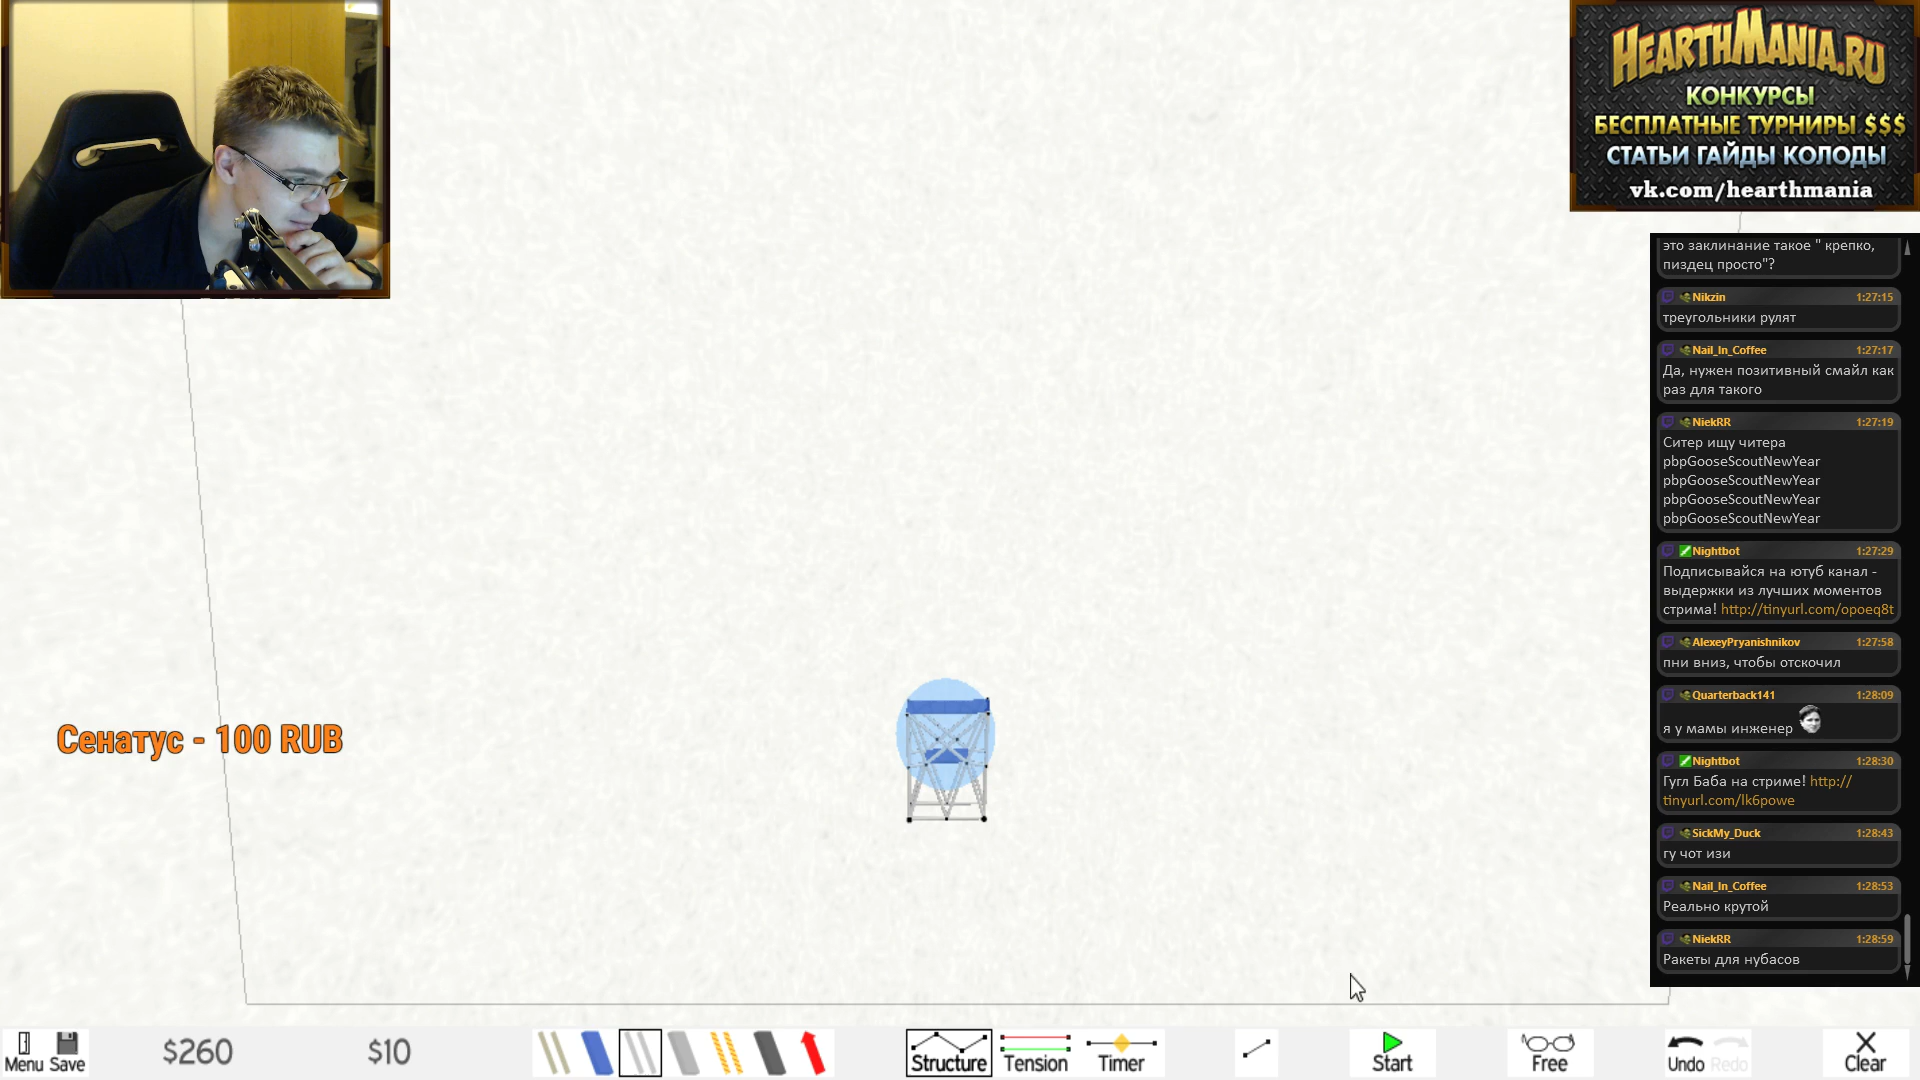 HEARTHMANIA.RU
КОНКУРСЫ
БЕСПЛАТНЫЕ ТУРНИРЫ $$$
СТАТЬИ ГАЙДЫ КОЛОДЫ
vk.com/hearthmania
это заклинание такое " крепко,
пиздец просто"?
Nikzin 1:27:15
треугольники рулят
Nail_In_Coffee 1:27:17
Да, нужен позитивный смайл как
раз для такого
NiekRR 1:27:19
Ситер ищу читера
pbpGooseScoutNewYear
pbpGooseScoutNewYear
pbpGooseScoutNewYear
pbpGooseScoutNewYear
Nightbot 1:27:29
Подписывайся на ютуб канал -
выдержки из лучших моментов
стрима! http://tinyurl.com/opoeq8t
AlexeyPryanishnikov 1:27:58
пни вниз, чтобы отскочил
Quarterback141 1:28:09
я у мамы инженер
Nightbot 1:28:30
Гугл Баба на стриме! http://
tinyurl.com/lk6powe
SickMy_Duck 1:28:43
гу чот изи
Nail_In_Coffee 1:28:53
Реально крутой
NiekRR 1:28:59
Ракеты для нубасов
Сенатус - 100 RUB
Menu Save $260 $10 Structure Tension Timer Start Free Undo Redo Clear